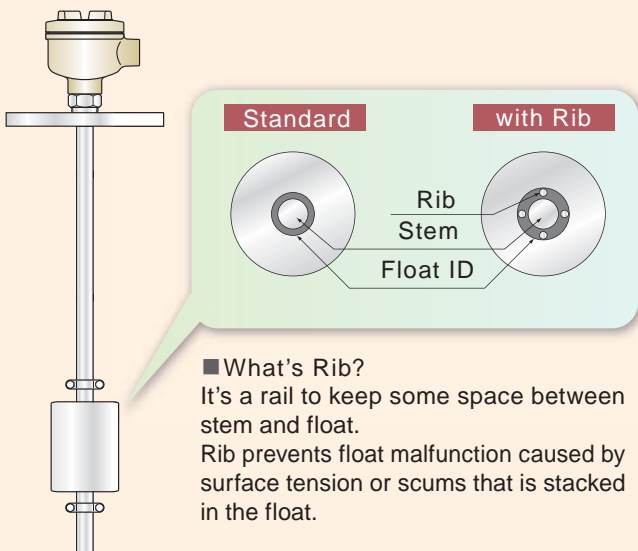 Standard
with Rib
Rib
Stem
Float ID
■What's Rib?
It's a rail to keep some space between
stem and float.
Rib prevents float malfunction caused by
surface tension or scums that is stacked
in the float.